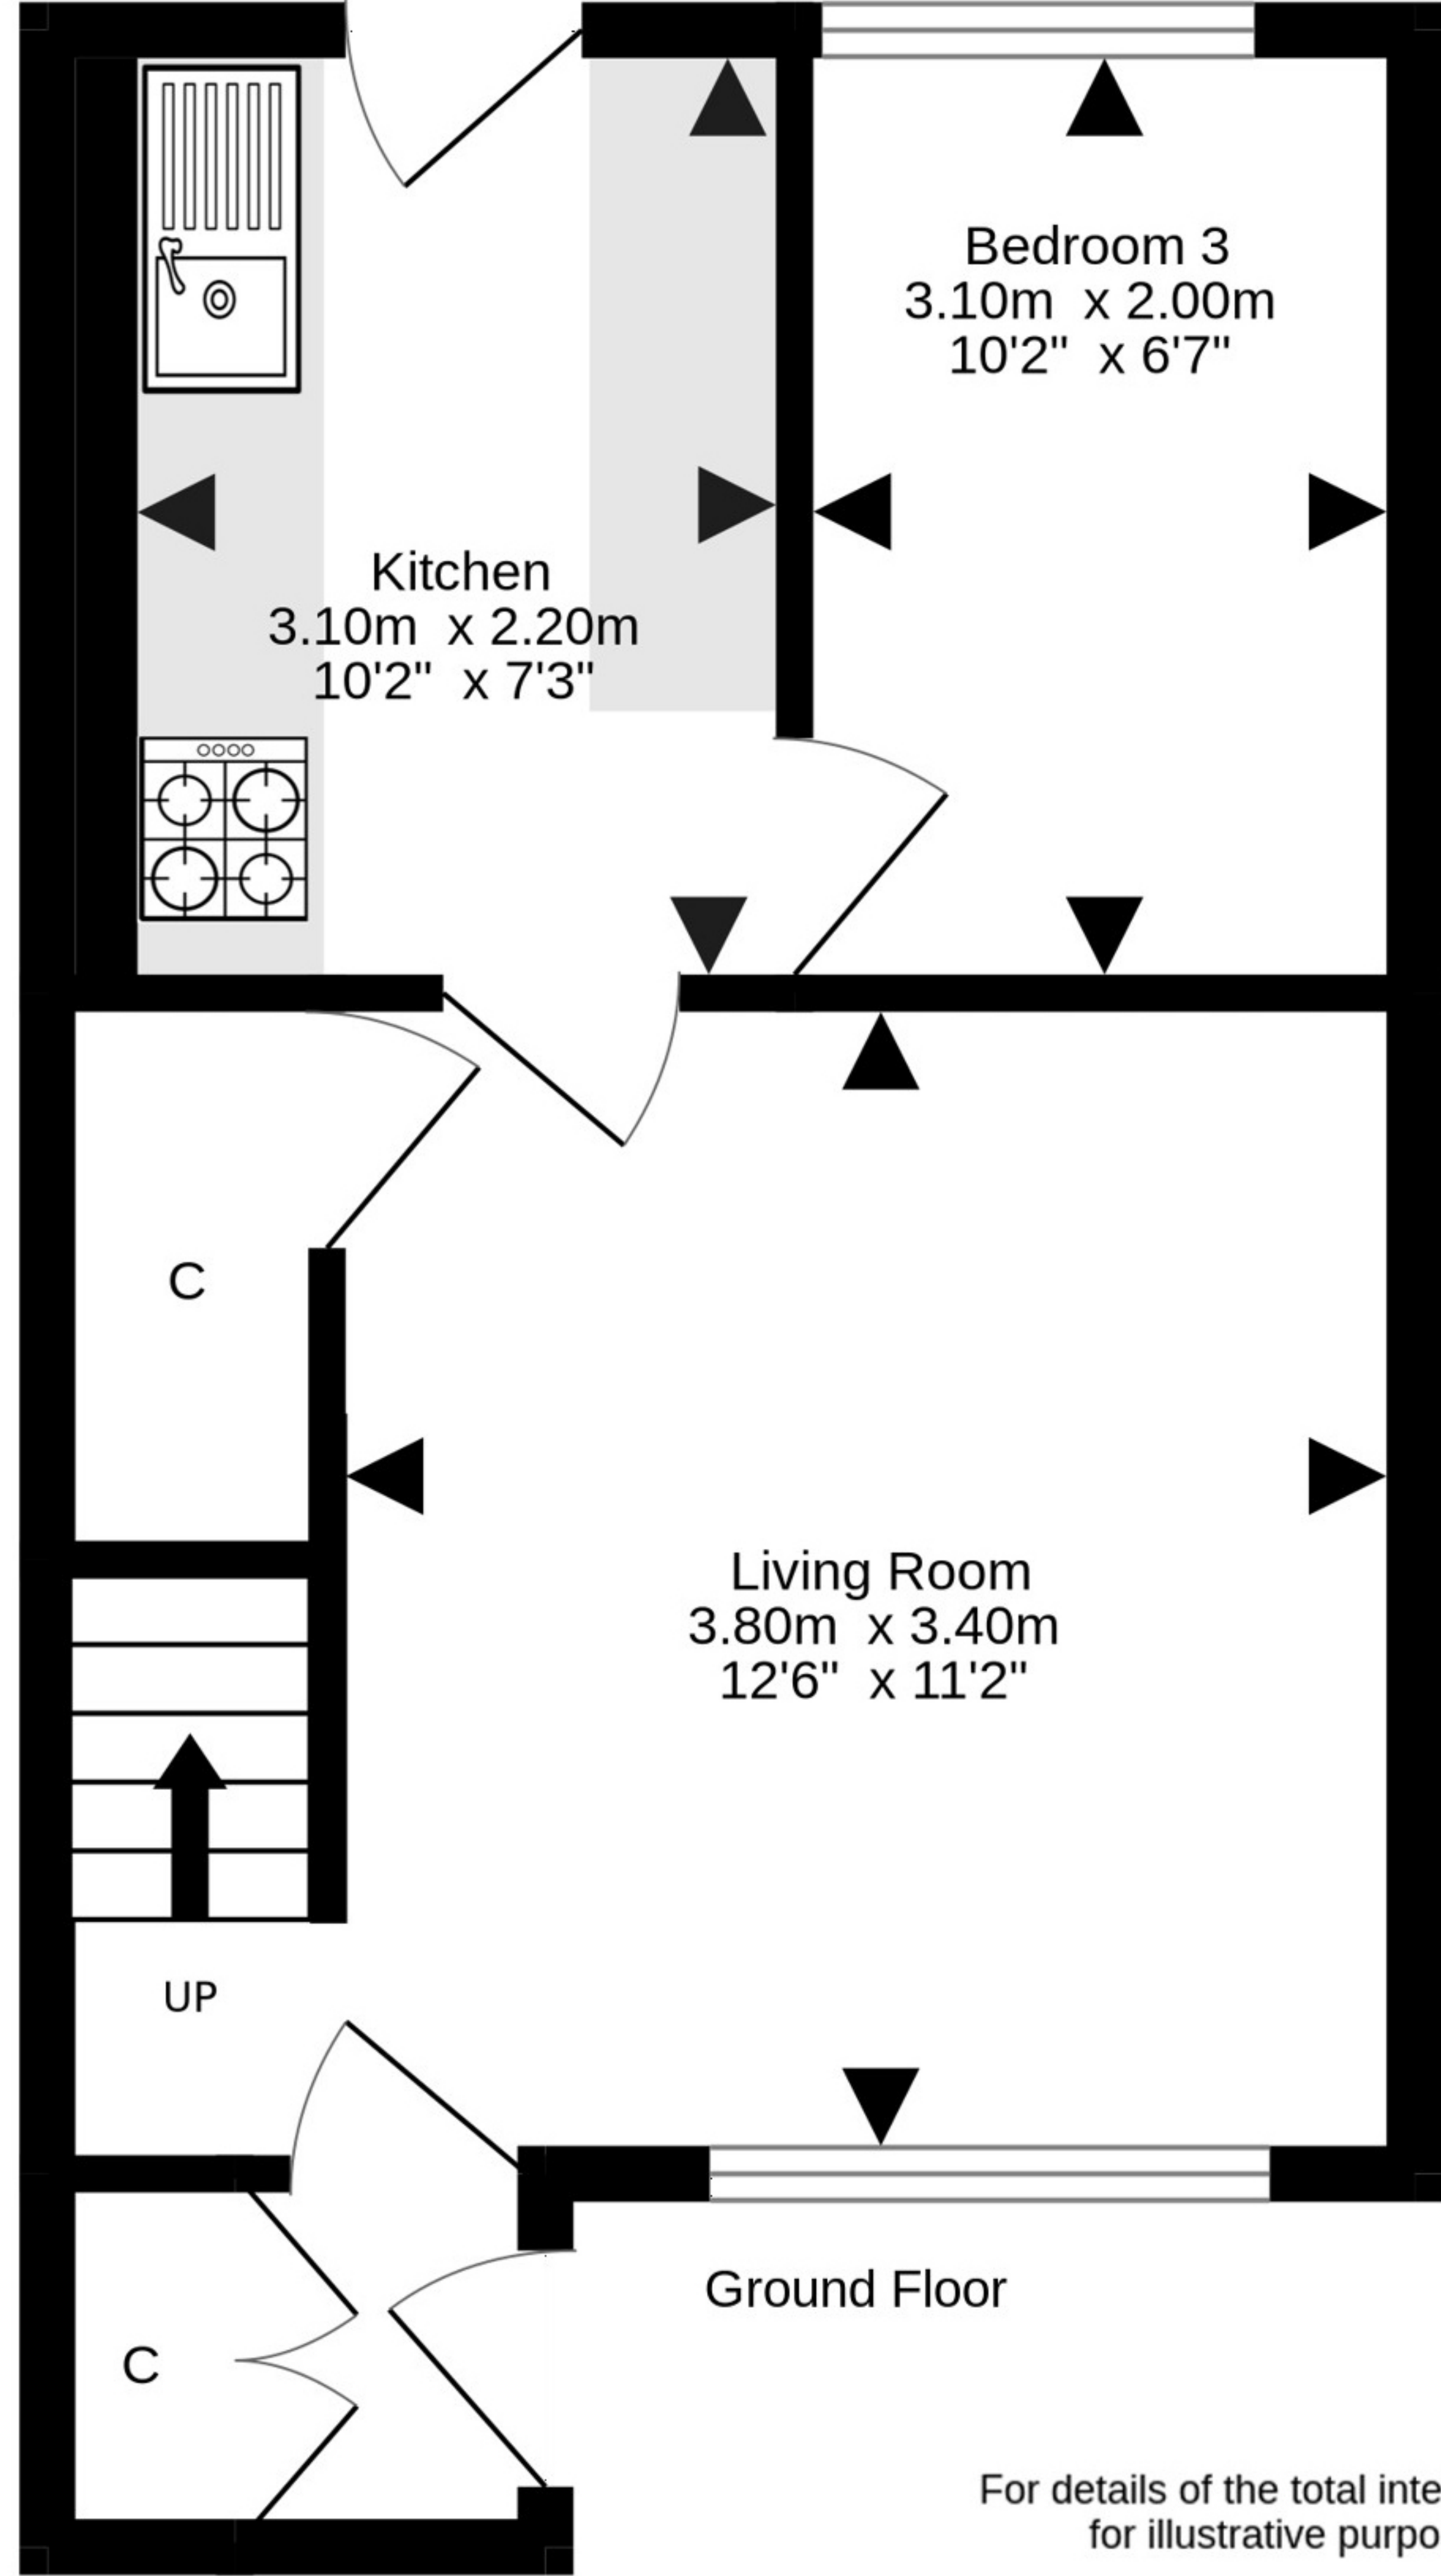 Bedroom 3
3.10m x 2.00m
10'2" x 6'7"
Kitchen
3.10m x 2.20m
10'2" x 7'3"
C
Living Room
3.80m x 3.40m
12'6" x 11'2"
UP
Ground Floor
C
For details of the total inte
for illustrative purpo